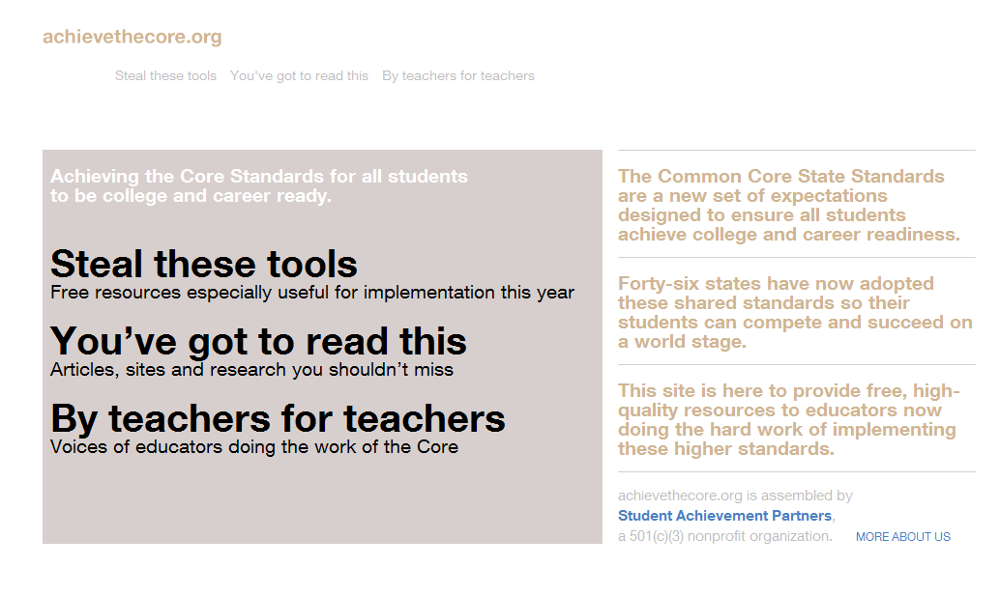 achievethecore.org
Steal these tools You've got to read this By teachers for teachers
Achieving the Core Standards for all students
to be college and career ready.
Steal these tools
Free resources especially useful for implementation this year
You’ve got to read this
Articles, sites and research you shouldn’t miss
By teachers for teachers
Voices of educators doing the work of the Core
The Common Core State Standards
are a new set of expectations
designed to ensure all students
achieve college and career readiness.
Forty-six states have now adopted
these shared standards so their
students can compete and succeed on
a world stage.
This site is here to provide free, high-
quality resources to educators now
doing the hard work of implementing
these higher standards.
achievethecore.org is assembled by
Student Achievement Partners,
a 501(c)(3) nonprofit organization. MORE ABOUT US